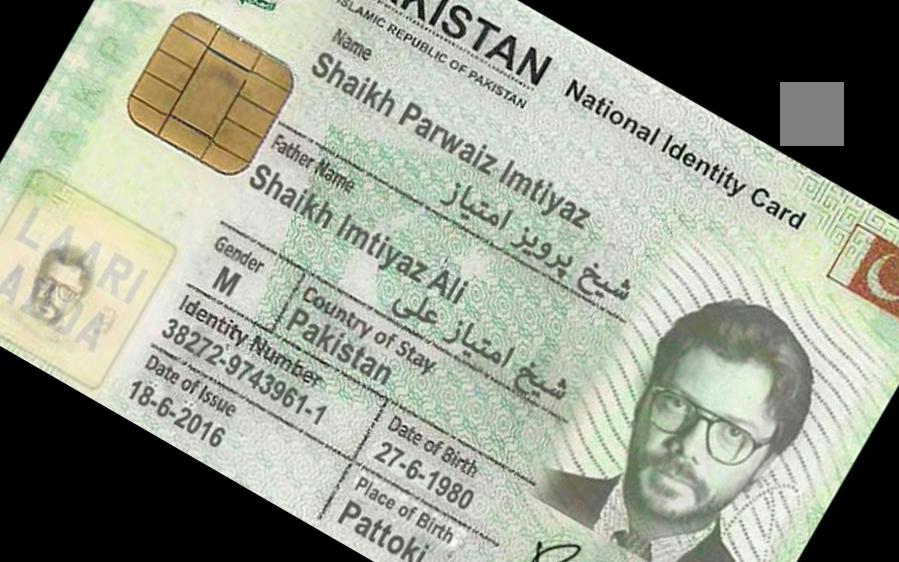 PAKISTAN National Identity Card
ISLAMIC REPUBLIC OF PAKISTAN
Name
Shaikh Parwaiz Imtiyaz
شیخ پرویز امتیاز
Father Name
Shaikh Imtiyaz Ali
شیخ امتیاز علی
Gender
M
Country of Stay
Pakistan
Identity Number
38272-9743961-1
Date of Birth
27-6-1980
Date of Issue
18-6-2016
Place of Birth
Pattoki
LAARI
ADDA